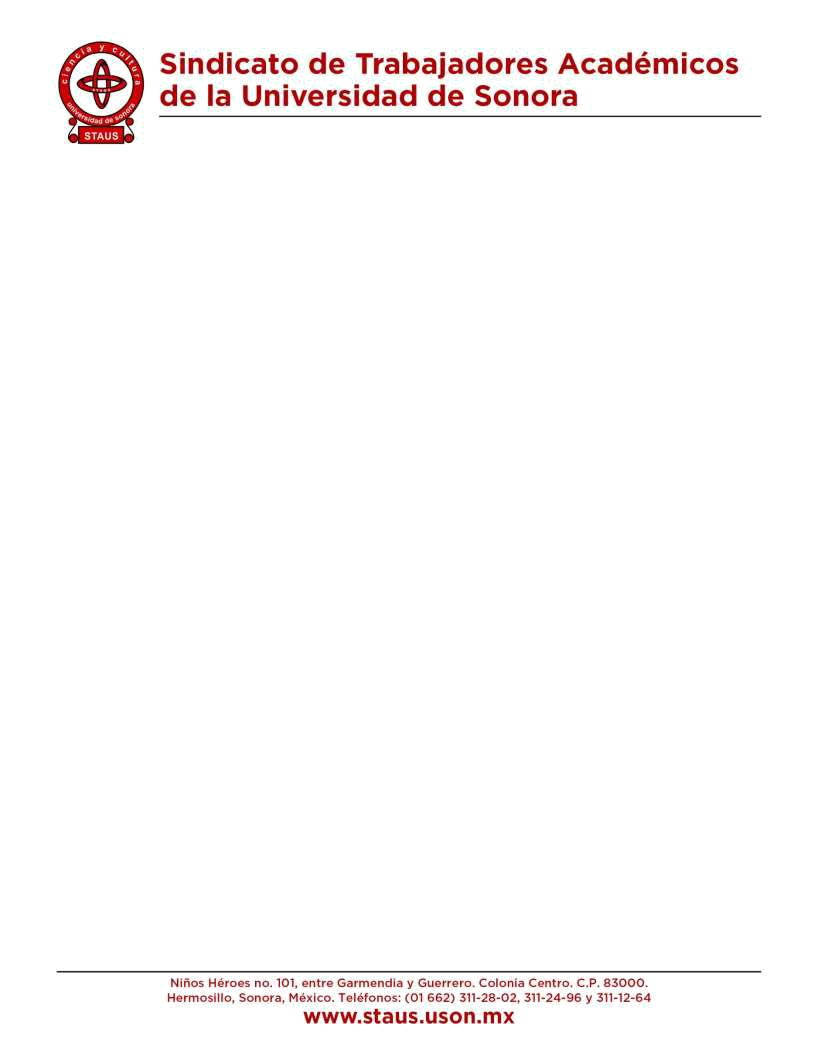 ciencia y cultura
STAUS
universidad de sonora
STAUS
Sindicato de Trabajadores Académicos
de la Universidad de Sonora
Niños Héroes no. 101, entre Garmendia y Guerrero. Colonia Centro. C.P. 83000.
Hermosillo, Sonora, México. Teléfonos: (01 662) 311-28-02, 311-24-96 y 311-12-64
www.staus.uson.mx